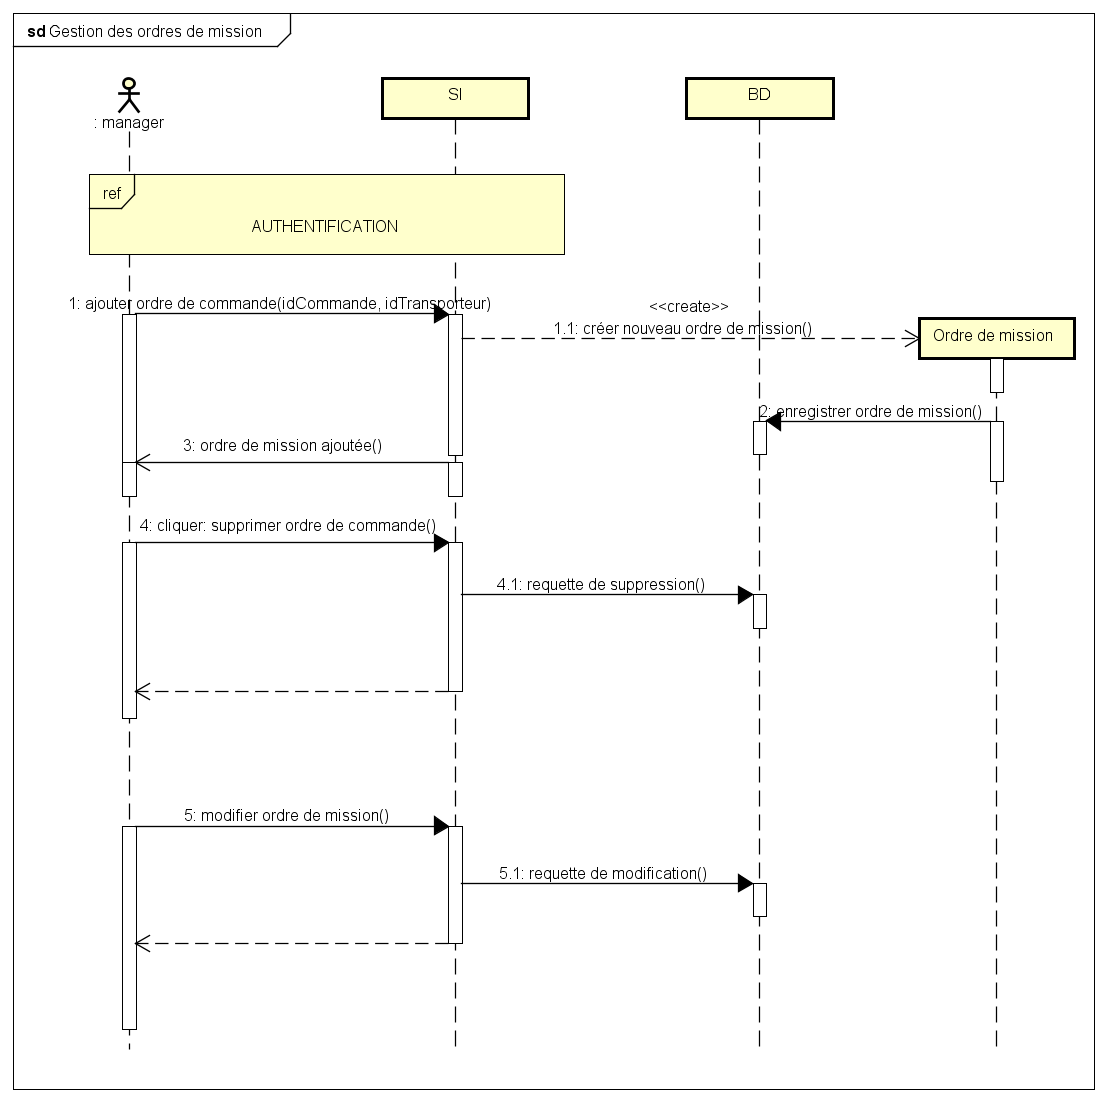 sd Gestion des ordres de mission
: manager
SI
BD
ref
AUTHENTIFICATION
1: ajouter ordre de commande(idCommande, idTransporteur)
<<create>>
1.1: créer nouveau ordre de mission()
Ordre de mission
2: enregistrer ordre de mission()
3: ordre de mission ajoutée()
4: cliquer: supprimer ordre de commande()
4.1: requette de suppression()
5: modifier ordre de mission()
5.1: requette de modification()